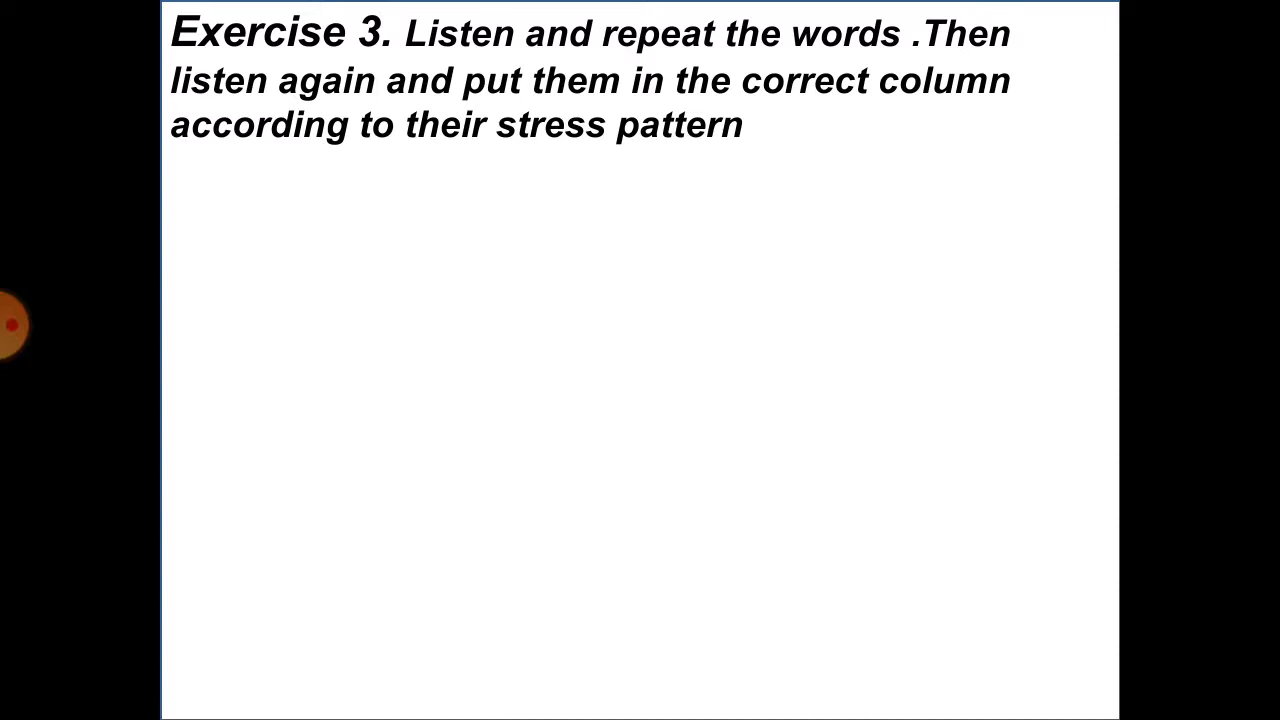 Exercise 3. Listen and repeat the words .Then
listen again and put them in the correct column
according to their stress pattern